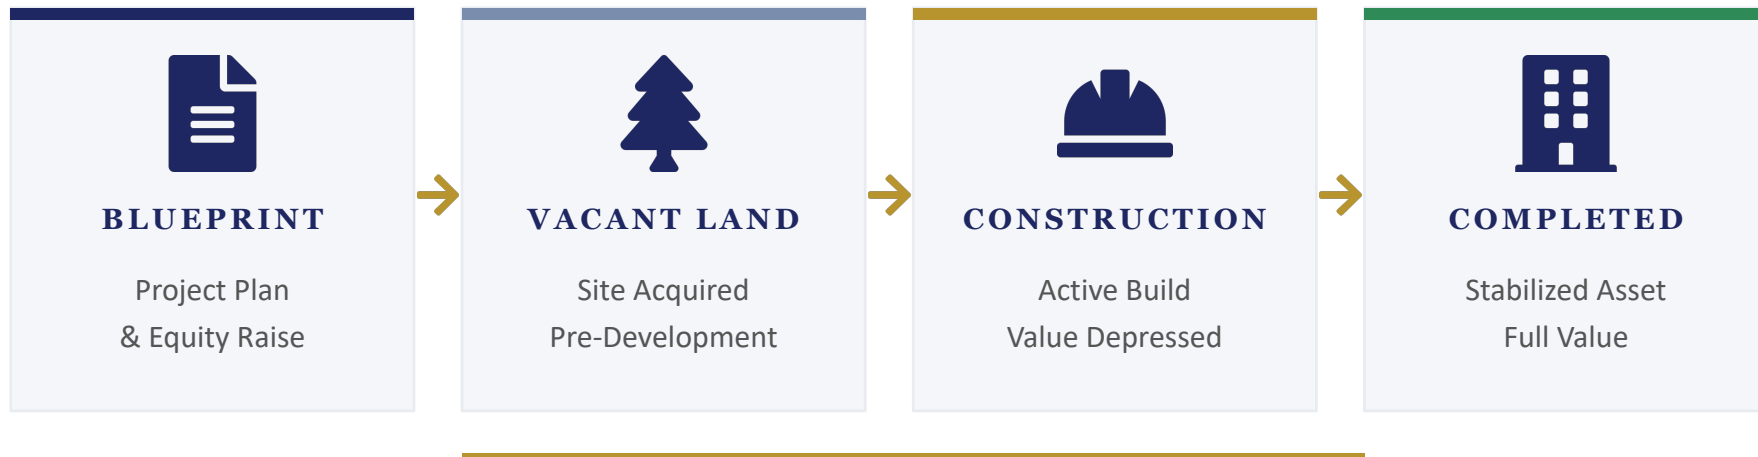 BLUEPRINT
Project Plan
& Equity Raise
VACANT LAND
Site Acquired
Pre-Development
CONSTRUCTION
Active Build
Value Depressed
COMPLETED
Stabilized Asset
Full Value